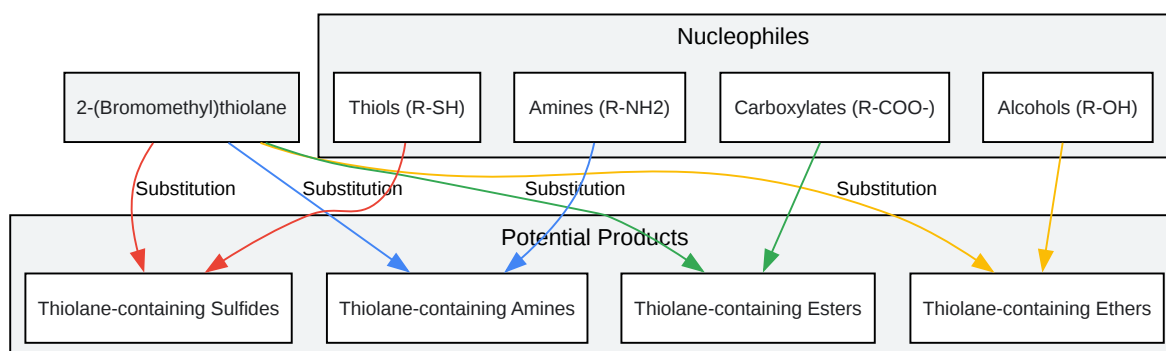 Nucleophiles
2-(Bromomethyl)thiolane
Thiols (R-SH)
Amines (R-NH2)
Carboxylates (R-COO-)
Alcohols (R-OH)
Substitution
Substitution
Substitution
Substitution
Potential Products
Thiolane-containing Sulfides
Thiolane-containing Amines
Thiolane-containing Esters
Thiolane-containing Ethers